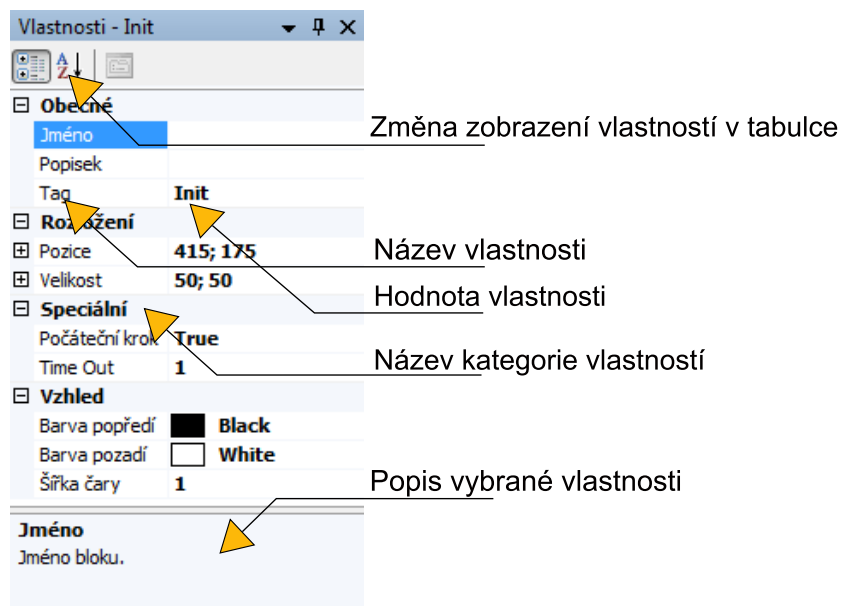 Vlastnosti - Init
Obecné
Jméno
Změna zobrazení vlastností v tabulce
Popisek
Tag Init
Rozložení
Pozice 415; 175
Název vlastnosti
Velikost 50; 50
Hodnota vlastnosti
Speciální
Počáteční krok True
Název kategorie vlastností
Time Out 1
Vzhled
Barva popředí Black
Barva pozadí White
Šířka čáry 1
Popis vybrané vlastnosti
Jméno
Jméno bloku.